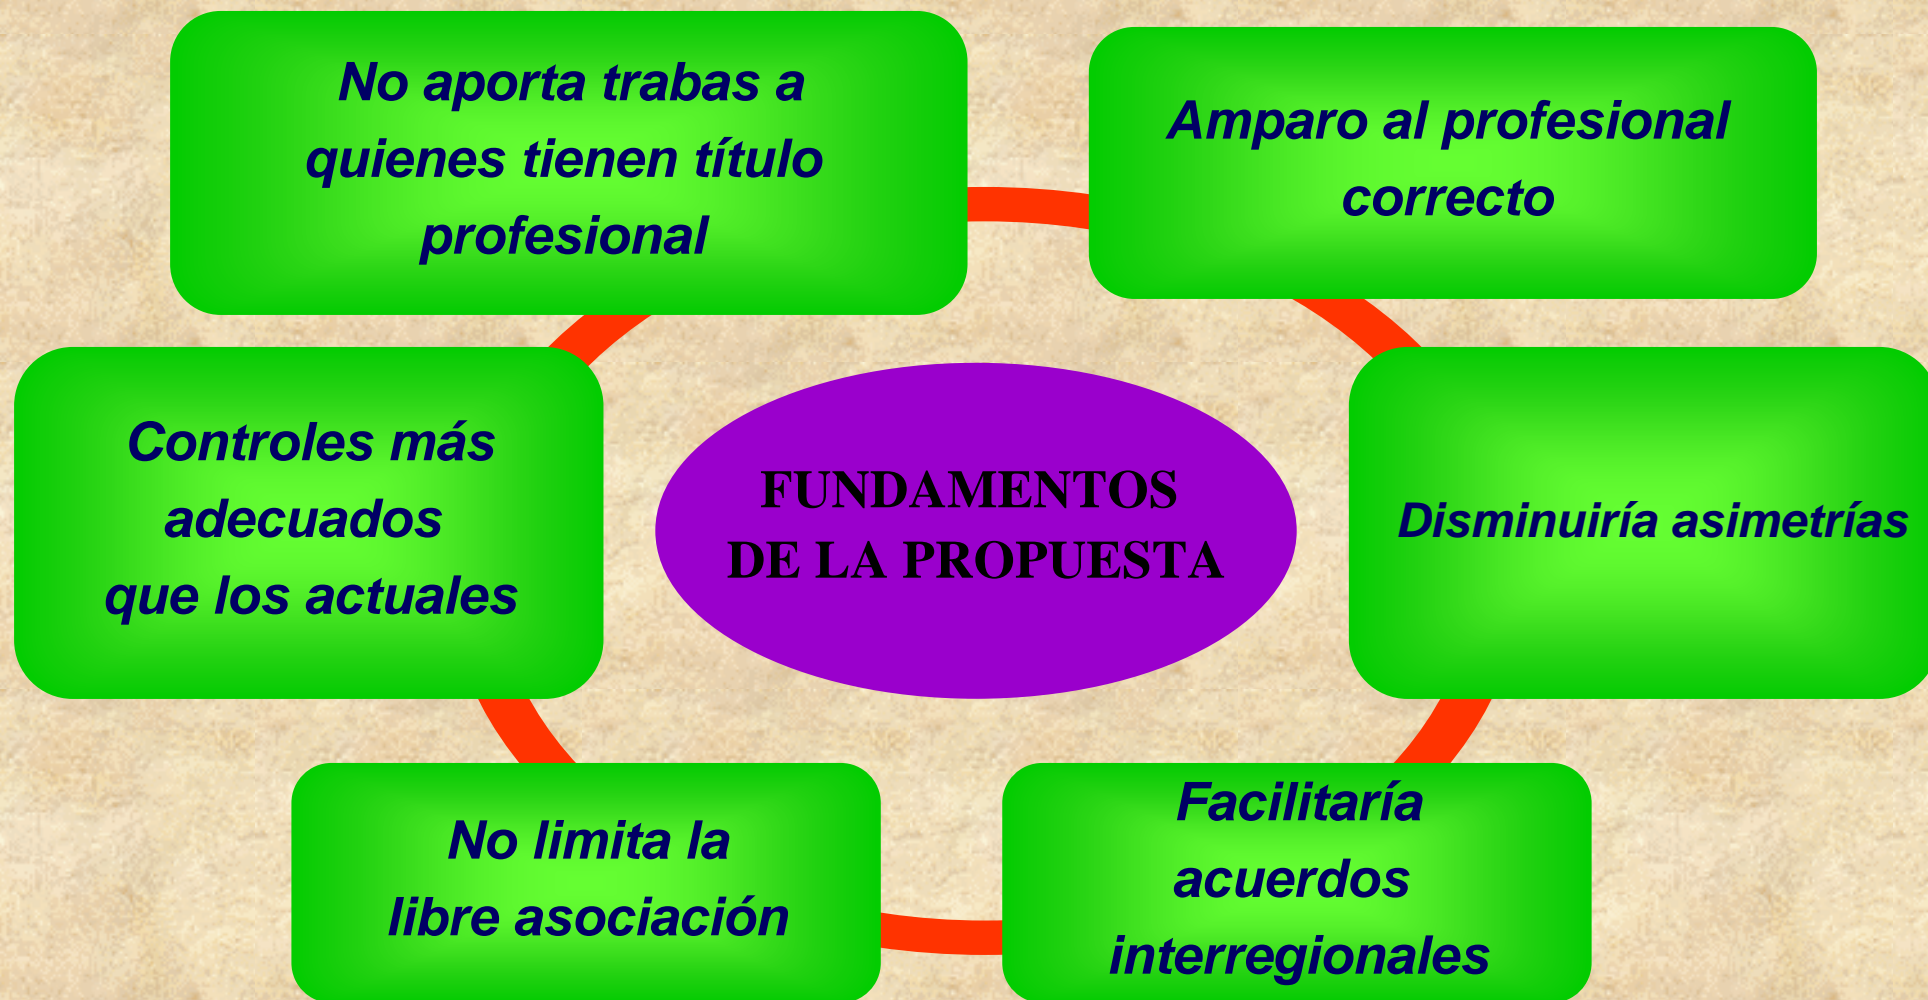 No aporta trabas a
quienes tienen título
profesional
Amparo al profesional
correcto
Controles más
adecuados
que los actuales
FUNDAMENTOS
DE LA PROPUESTA
Disminuiría asimetrías
No limita la
libre asociación
Facilitaría
acuerdos
interregionales